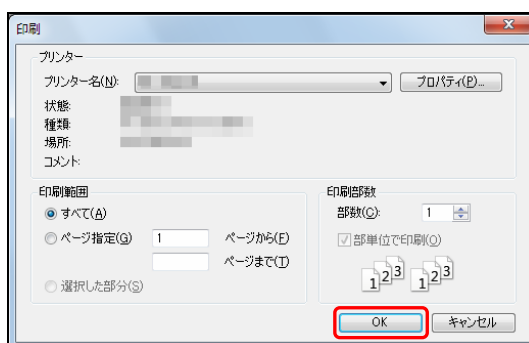 印刷
プリンター
プリンター名(N):
プロパティ(P)...
状態:
種類:
場所:
コメント:
印刷範囲
すべて(A)
ページ指定(G) 1 ページから(F)
ページまで(T)
選択した部分(S)
印刷部数
部数(C): 1
部単位で印刷(O)
1 2 3 1 2 3
OK キャンセル